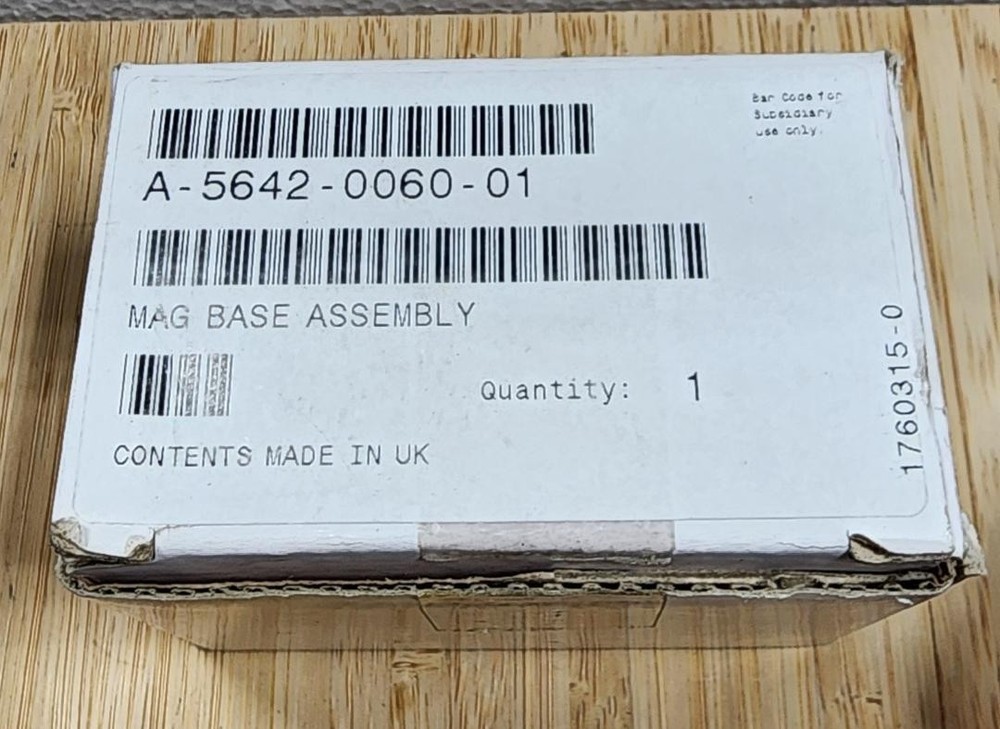 Bar Code for
Subsidiary
use only.
A-5642-0060-01
MAG BASE ASSEMBLY
Quantity: 1
CONTENTS MADE IN UK
1760315-0